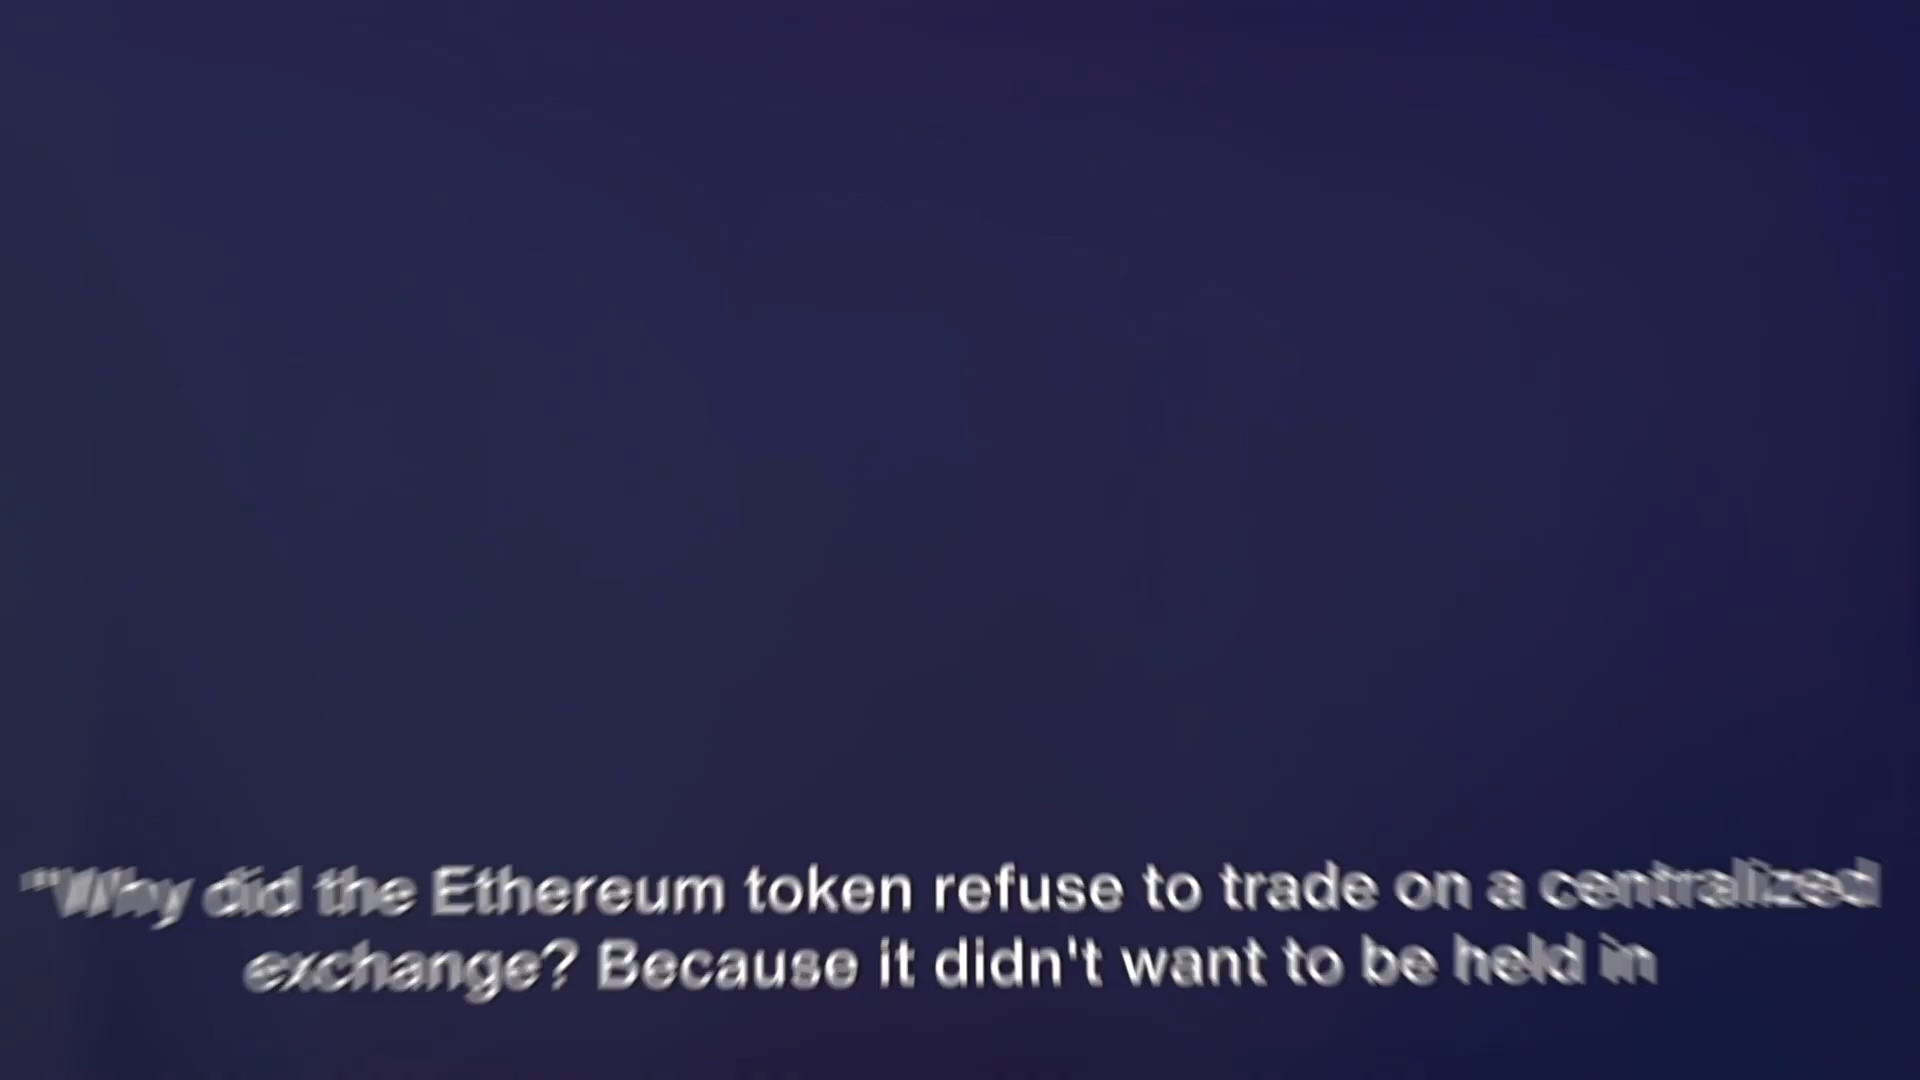 "Why did the Ethereum token refuse to trade on a centralized
exchange? Because it didn't want to be held in